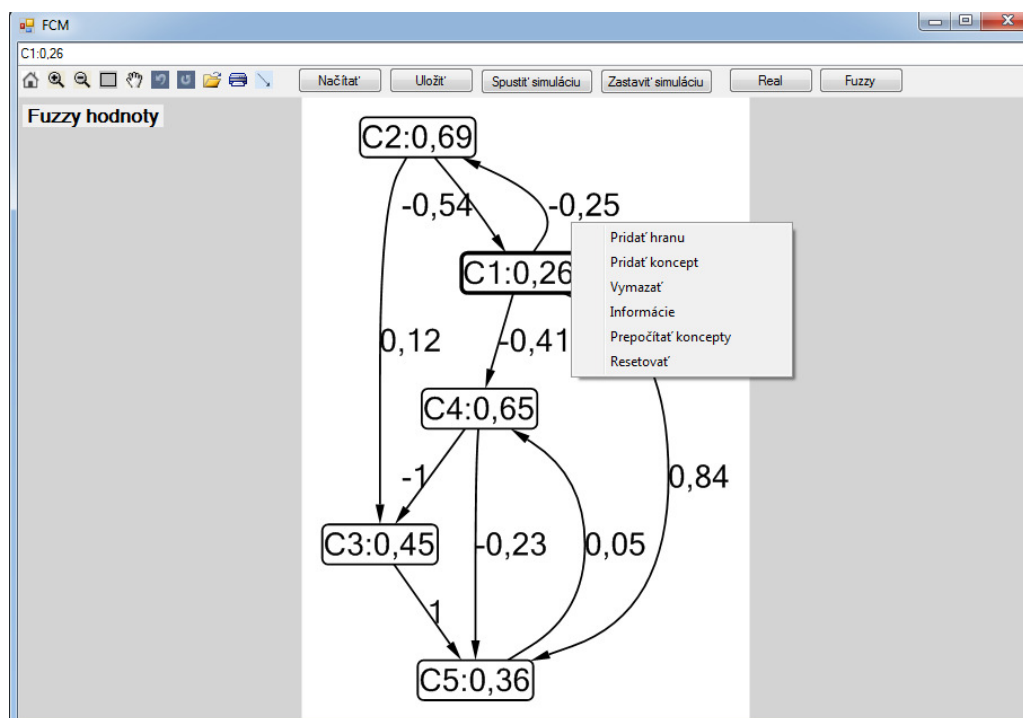 FCM
C1:0,26
Načítať Uložiť Spustiť simuláciu Zastaviť simuláciu Real Fuzzy
Fuzzy hodnoty
C2:0,69
-0,54 -0,25
C1:0,26
Pridať hranu
Pridať koncept
Vymazať
Informácie
Prepočítať koncepty
Resetovať
0,12 -0,41
C4:0,65
-1 0,84
C3:0,45 -0,23 0,05
1
C5:0,36